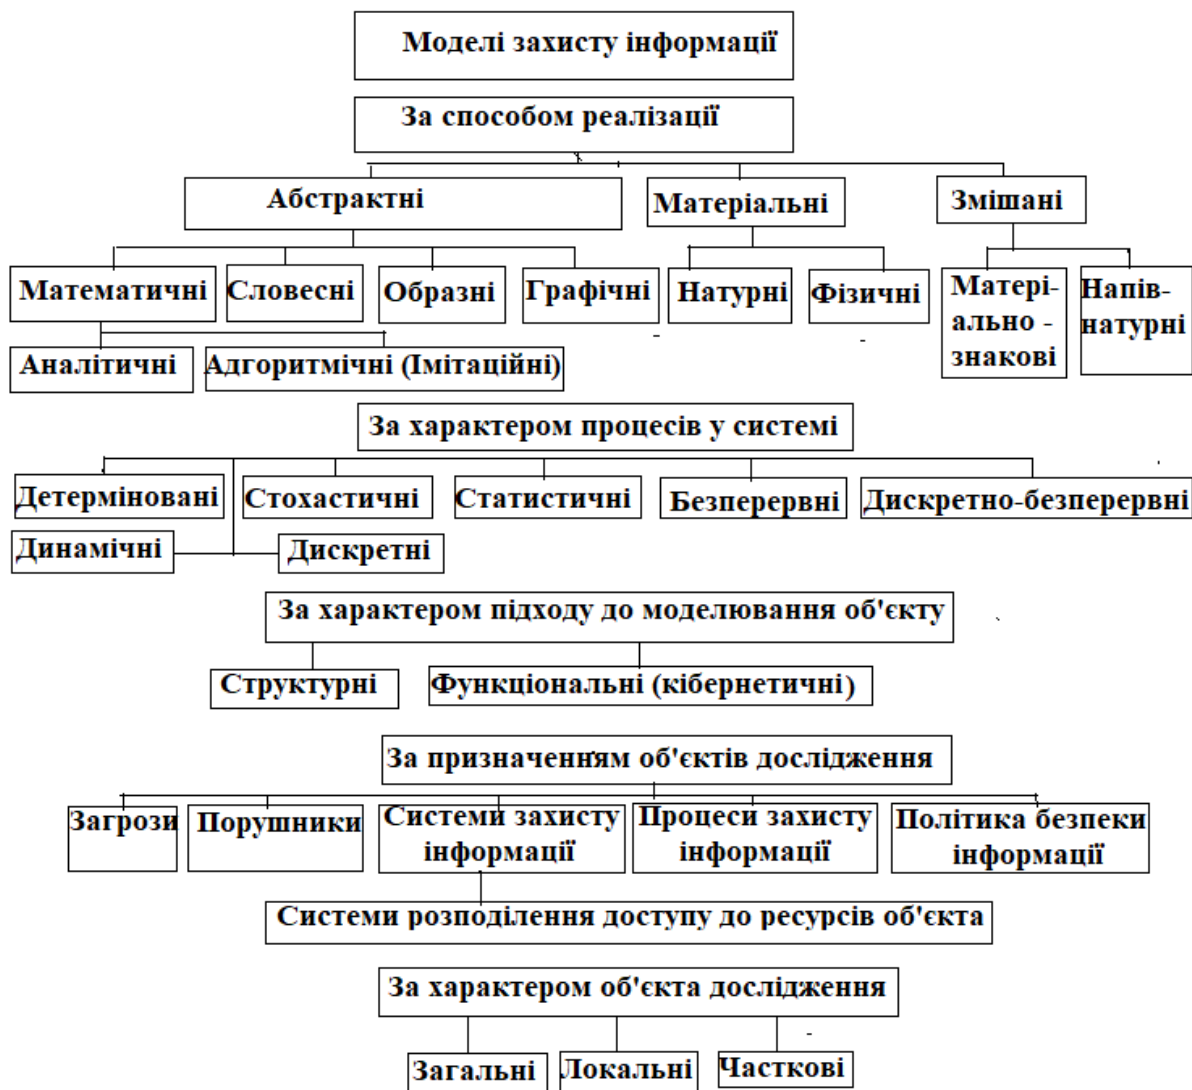 Моделі захисту інформації
За способом реалізації
Абстрактні
Матеріальні
Змішані
Математичні
Словесні
Образні
Графічні
Натурні
Фізичні
Матері-
ально -
знакові
Напів-
натурні
Аналітичні
Адгоритмічні (Імітаційні)
За характером процесів у системі
Детерміновані
Стохастичні
Статистичні
Безперервні
Дискретно-безперервні
Динамічні
Дискретні
За характером підходу до моделювання об'єкту
Структурні
Функціональні (кібернетичні)
За призначенням об'єктів дослідження
Загрози
Порушники
Системи захисту
інформації
Процеси захисту
інформації
Політика безпеки
інформації
Системи розподілення доступу до ресурсів об'єкта
За характером об'єкта дослідження
Загальні
Локальні
Часткові